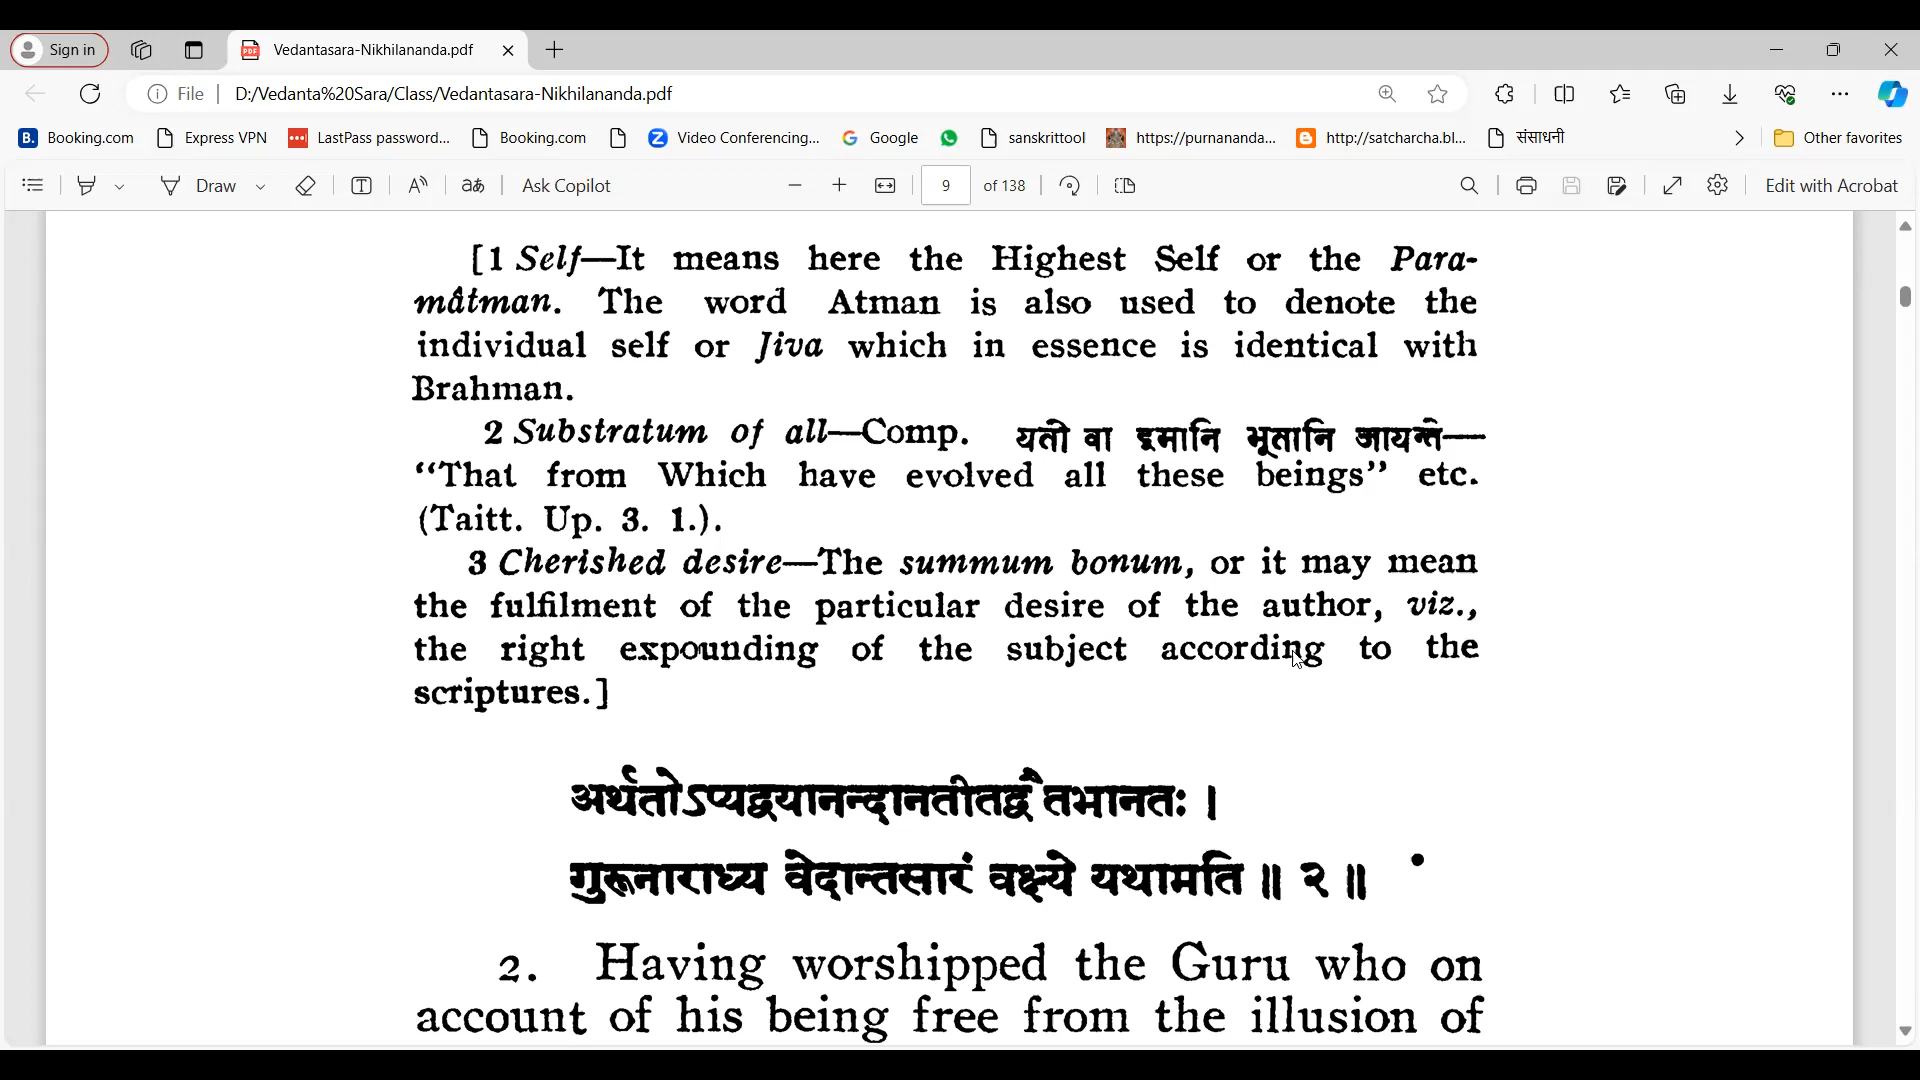 Sign in
Vedantasara-Nikhilananda.pdf
File
D:/Vedanta%20Sara/Class/Vedantasara-Nikhilananda.pdf
Booking.com
Express VPN
LastPass password...
Booking.com
Video Conferencing...
Google
sanskrittool
https://purnananda...
http://satcharcha.bl...
संसाधनी
Other favorites
Draw
Ask Copilot
9 of 138
Edit with Acrobat
[1 Self—It means here the Highest Self or the Para-
mâtman. The word Atman is also used to denote the
individual self or Jiva which in essence is identical with
Brahman.
2 Substratum of all—Comp. यतो वा इमानि भूतानि जायन्ते—
“That from Which have evolved all these beings” etc.
(Taitt. Up. 3. 1.).
3 Cherished desire—The summum bonum, or it may mean
the fulfilment of the particular desire of the author, viz.,
the right expounding of the subject according to the
scriptures.]
अर्थतोऽप्यद्वयानन्दानतीतद्वैतभानतः ।
गुरूनाराध्य वेदान्तसारं वक्ष्ये यथामति ॥ २ ॥
2. Having worshipped the Guru who on
account of his being free from the illusion of